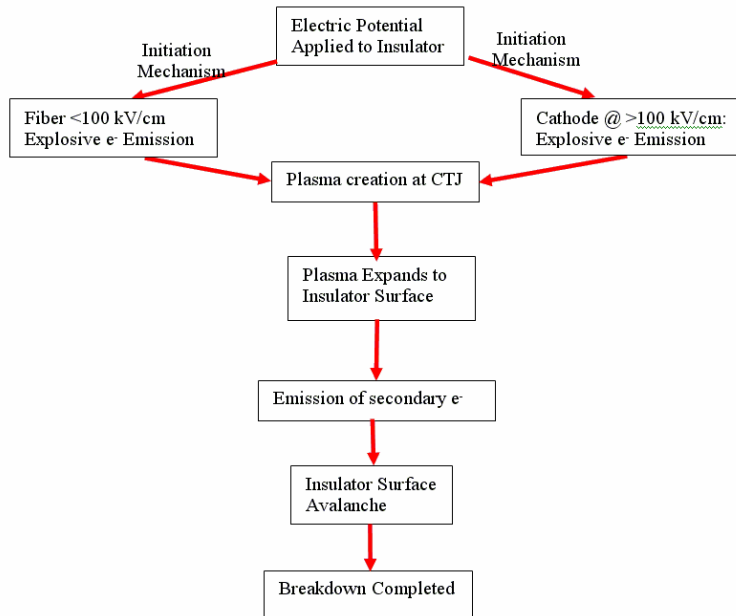 Electric Potential
Applied to Insulator
Initiation
Mechanism
Initiation
Mechanism
Fiber <100 kV/cm
Explosive e- Emission
Cathode @ >100 kV/cm:
Explosive e- Emission
Plasma creation at CTJ
Plasma Expands to
Insulator Surface
Emission of secondary e-
Insulator Surface
Avalanche
Breakdown Completed